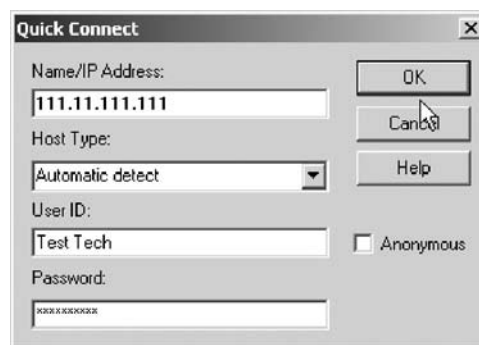 Quick Connect
Name/IP Address:
111.11.111.111
OK
Cancel
Host Type:
Automatic detect
Help
User ID:
Test Tech
Anonymous
Password:
××××××××××